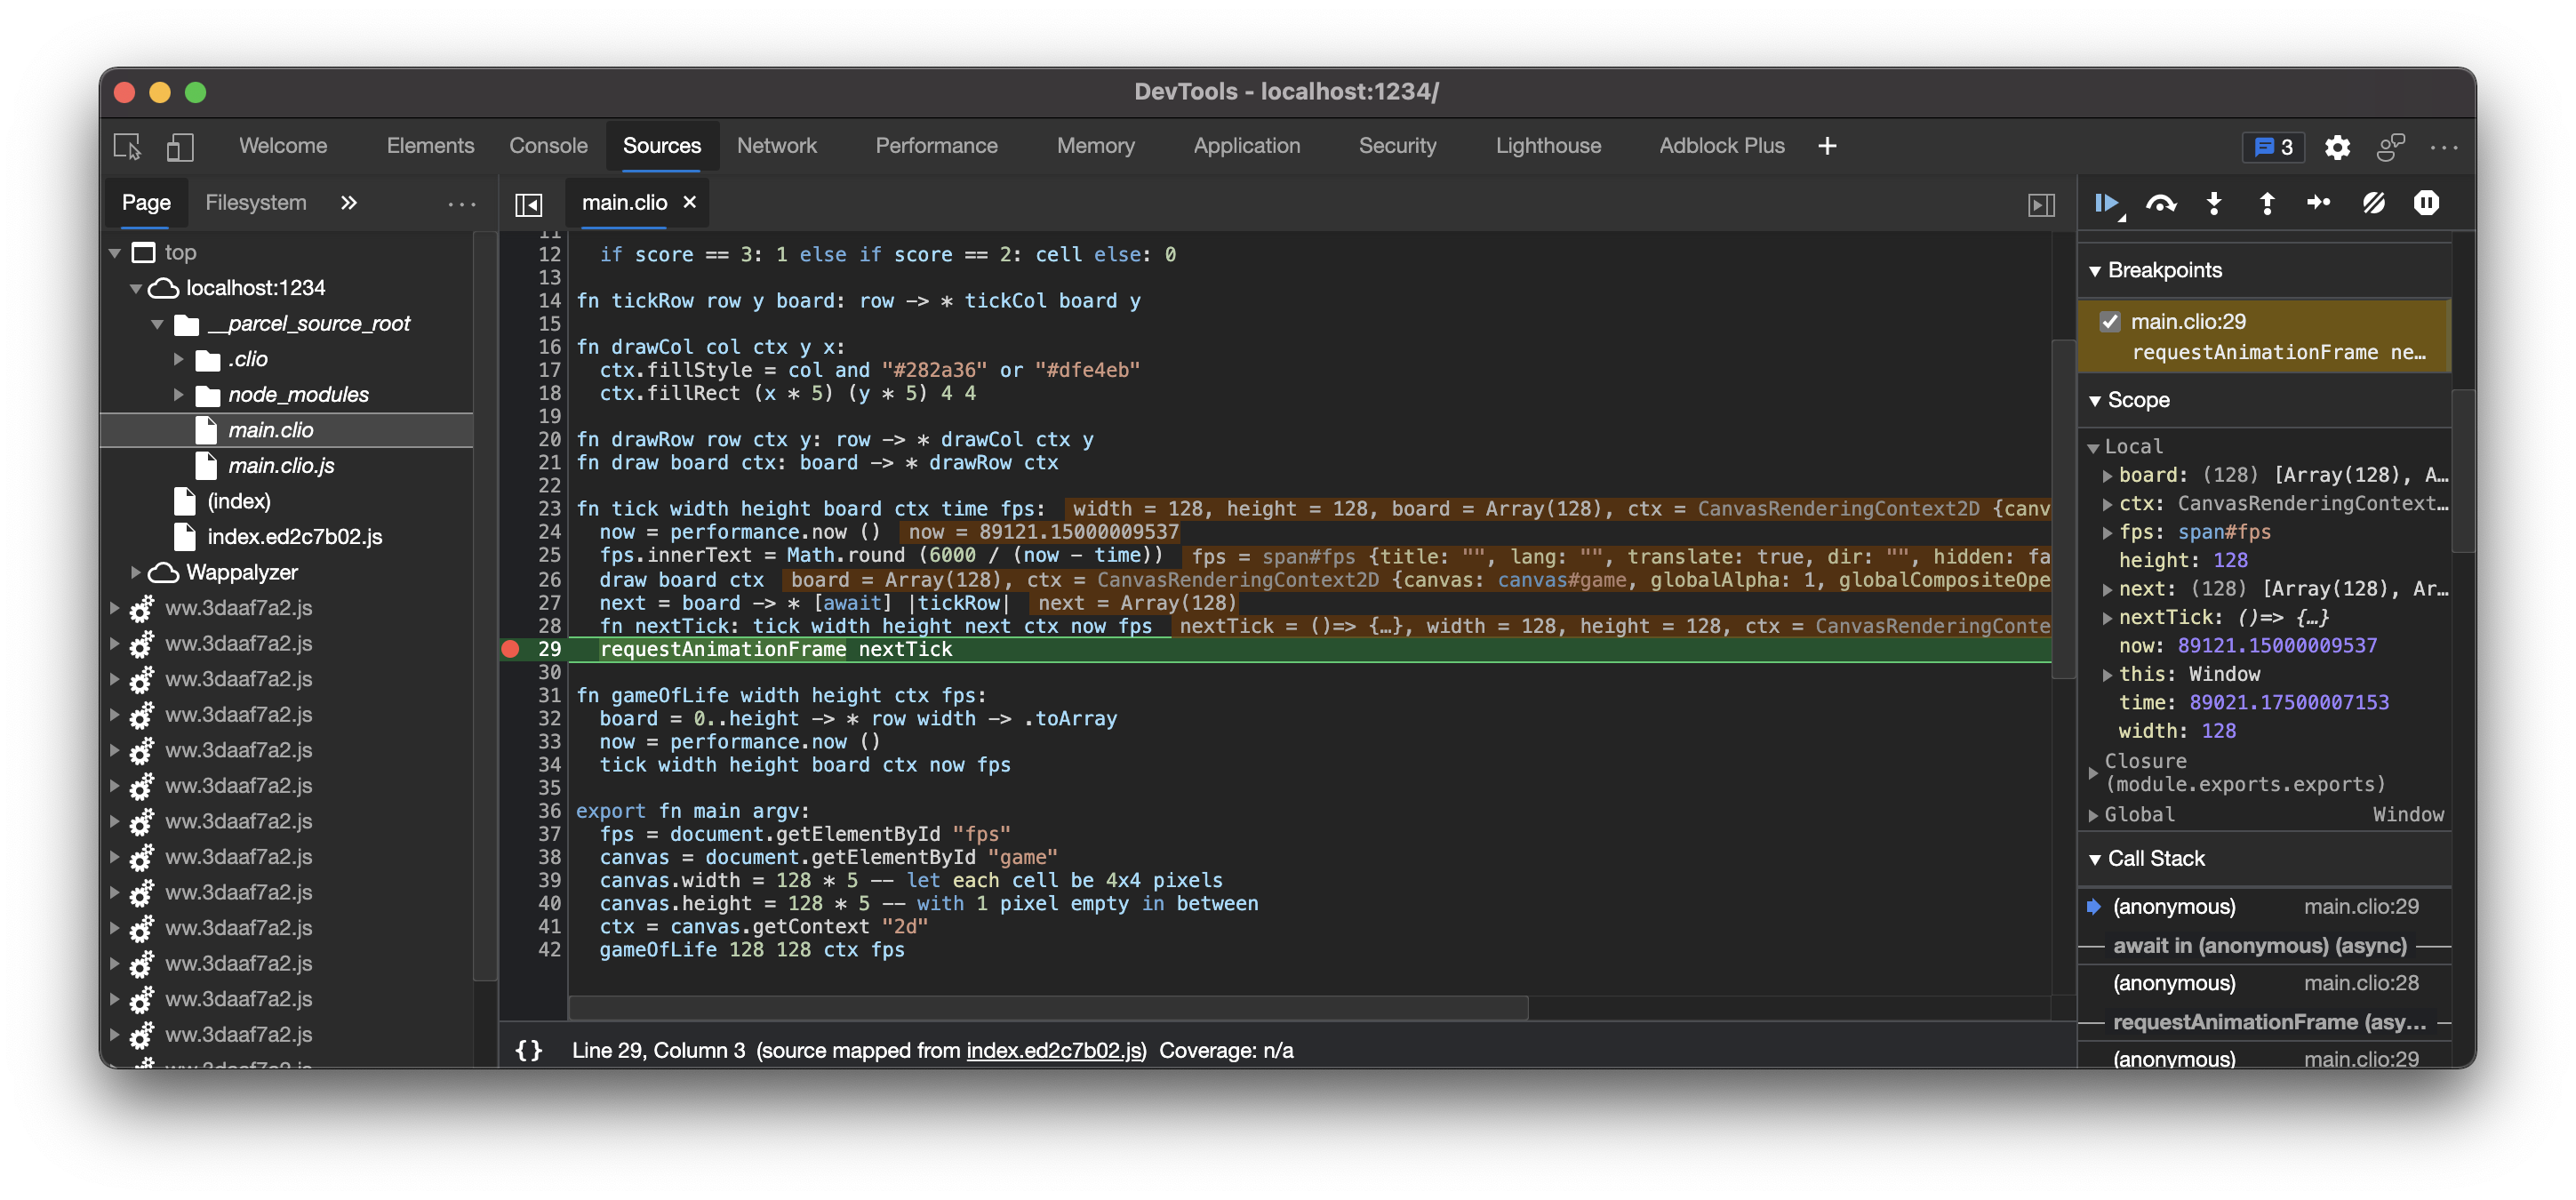 DevTools - localhost:1234/
Welcome Elements Console Sources Network Performance Memory Application Security Lighthouse Adblock Plus + 3
Page Filesystem » ...
top
localhost:1234
__parcel_source_root
.clio
node_modules
main.clio
main.clio.js
(index)
index.ed2c7b02.js
Wappalyzer
ww.3daaf7a2.js
ww.3daaf7a2.js
ww.3daaf7a2.js
ww.3daaf7a2.js
ww.3daaf7a2.js
ww.3daaf7a2.js
ww.3daaf7a2.js
ww.3daaf7a2.js
ww.3daaf7a2.js
ww.3daaf7a2.js
ww.3daaf7a2.js
ww.3daaf7a2.js
ww.3daaf7a2.js
ww.3daaf7a2.js
main.clio ×
11
12 if score == 3: 1 else if score == 2: cell else: 0
13
14 fn tickRow row y board: row -> * tickCol board y
15
16 fn drawCol col ctx y x:
17 ctx.fillStyle = col and "#282a36" or "#dfe4eb"
18 ctx.fillRect (x * 5) (y * 5) 4 4
19
20 fn drawRow row ctx y: row -> * drawCol ctx y
21 fn draw board ctx: board -> * drawRow ctx
22
23 fn tick width height board ctx time fps: width = 128, height = 128, board = Array(128), ctx = CanvasRenderingContext2D {canv
24 now = performance.now () now = 89121.15000009537
25 fps.innerText = Math.round (6000 / (now - time)) fps = span#fps {title: "", lang: "", translate: true, dir: "", hidden: fa
26 draw board ctx board = Array(128), ctx = CanvasRenderingContext2D {canvas: canvas#game, globalAlpha: 1, globalCompositeOpe
27 next = board -> * [await] |tickRow| next = Array(128)
28 fn nextTick: tick width height next ctx now fps nextTick = ()=> {…}, width = 128, height = 128, ctx = CanvasRenderingConte
29 requestAnimationFrame nextTick
30
31 fn gameOfLife width height ctx fps:
32 board = 0..height -> * row width -> .toArray
33 now = performance.now ()
34 tick width height board ctx now fps
35
36 export fn main argv:
37 fps = document.getElementById "fps"
38 canvas = document.getElementById "game"
39 canvas.width = 128 * 5 -- let each cell be 4x4 pixels
40 canvas.height = 128 * 5 -- with 1 pixel empty in between
41 ctx = canvas.getContext "2d"
42 gameOfLife 128 128 ctx fps
{} Line 29, Column 3 (source mapped from index.ed2c7b02.js) Coverage: n/a
Breakpoints
main.clio:29
requestAnimationFrame ne…
Scope
Local
board: (128) [Array(128), A…
ctx: CanvasRenderingContext…
fps: span#fps
height: 128
next: (128) [Array(128), Ar…
nextTick: ()=> {…}
now: 89121.15000009537
this: Window
time: 89021.17500007153
width: 128
Closure
(module.exports.exports)
Global Window
Call Stack
(anonymous) main.clio:29
await in (anonymous) (async)
(anonymous) main.clio:28
requestAnimationFrame (asy…
(anonymous) main.clio:29